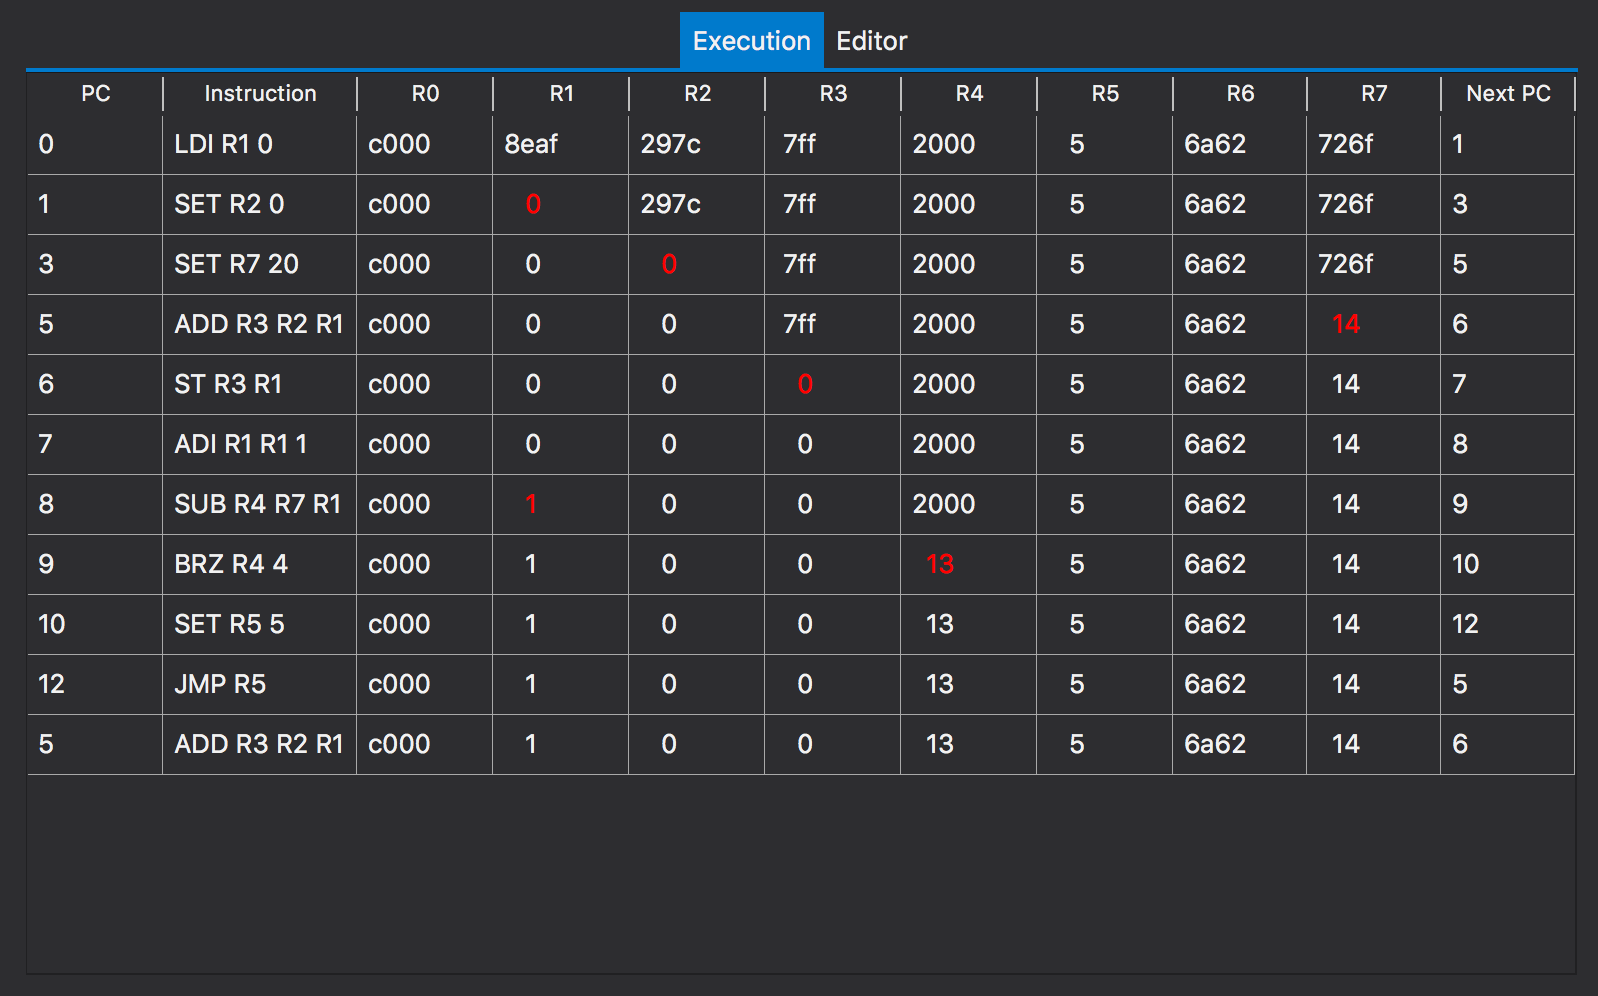 Execution Editor
PC Instruction R0 R1 R2 R3 R4 R5 R6 R7 Next PC
0 LDI R1 0 c000 8eaf 297c 7ff 2000 5 6a62 726f 1
1 SET R2 0 c000 0 297c 7ff 2000 5 6a62 726f 3
3 SET R7 20 c000 0 0 7ff 2000 5 6a62 726f 5
5 ADD R3 R2 R1 c000 0 0 7ff 2000 5 6a62 14 6
6 ST R3 R1 c000 0 0 0 2000 5 6a62 14 7
7 ADI R1 R1 1 c000 0 0 0 2000 5 6a62 14 8
8 SUB R4 R7 R1 c000 1 0 0 2000 5 6a62 14 9
9 BRZ R4 4 c000 1 0 0 13 5 6a62 14 10
10 SET R5 5 c000 1 0 0 13 5 6a62 14 12
12 JMP R5 c000 1 0 0 13 5 6a62 14 5
5 ADD R3 R2 R1 c000 1 0 0 13 5 6a62 14 6